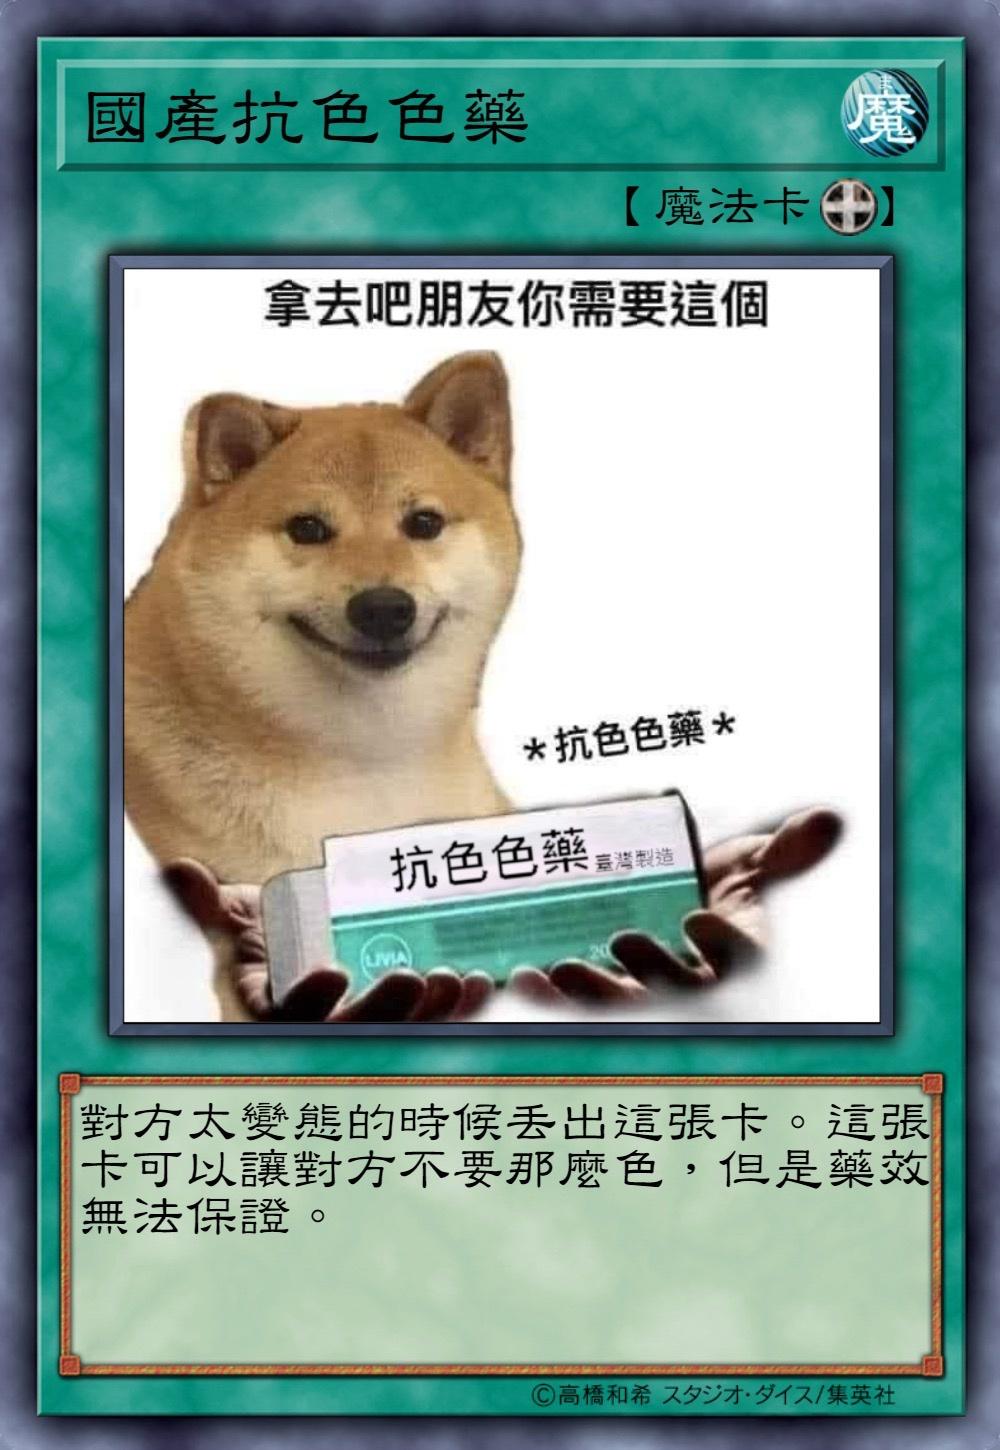 國產抗色色藥
魔
【魔法卡】
拿去吧朋友你需要這個
*抗色色藥*
抗色色藥 臺灣製造
LIVIA
20
對方太變態的時候丟出這張卡。這張
卡可以讓對方不要那麼色，但是藥效
無法保證。
©高橋和希 スタジオ・ダイス/集英社